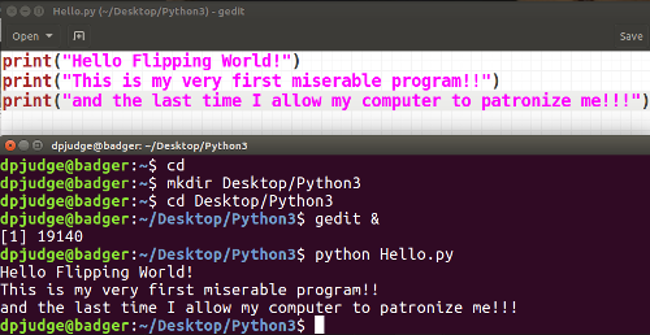 Hello.py (~/Desktop/Python3) - gedit
Open Save
print("Hello Flipping World!")
print("This is my very first miserable program!!")
print("and the last time I allow my computer to patronize me!!!")
dpjudge@badger: ~/Desktop/Python3
dpjudge@badger:~$ cd
dpjudge@badger:~$ mkdir Desktop/Python3
dpjudge@badger:~$ cd Desktop/Python3
dpjudge@badger:~/Desktop/Python3$ gedit &
[1] 19140
dpjudge@badger:~/Desktop/Python3$ python Hello.py
Hello Flipping World!
This is my very first miserable program!!
and the last time I allow my computer to patronize me!!!
dpjudge@badger:~/Desktop/Python3$